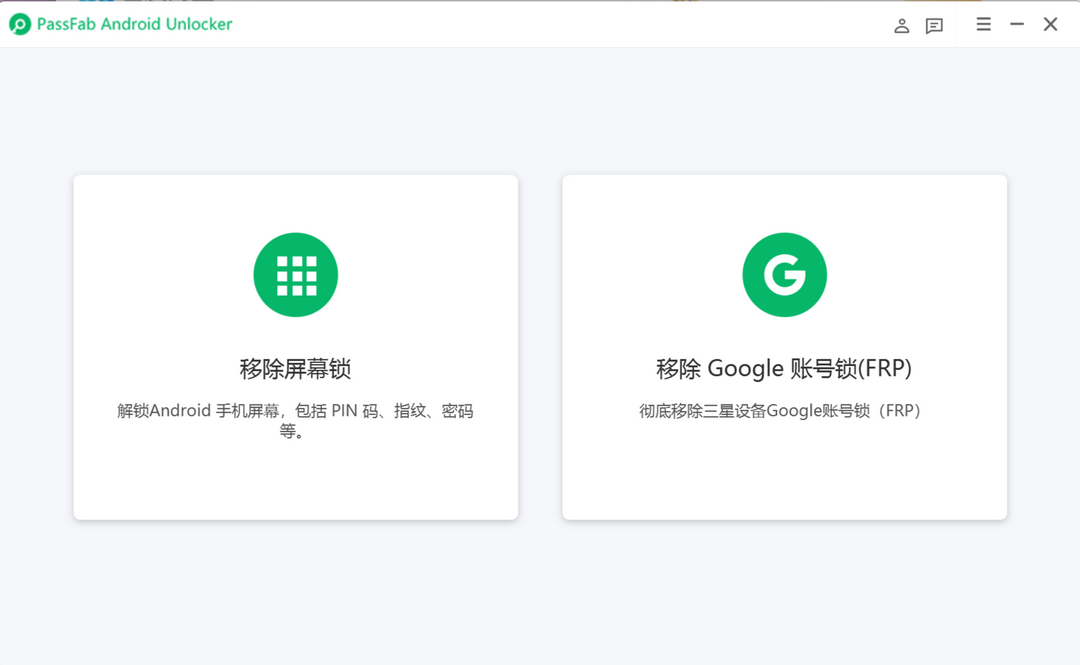 PassFab Android Unlocker
移除屏幕锁
解锁Android 手机屏幕，包括 PIN 码、指纹、密码
等。
移除 Google 账号锁(FRP)
彻底移除三星设备Google账号锁（FRP）